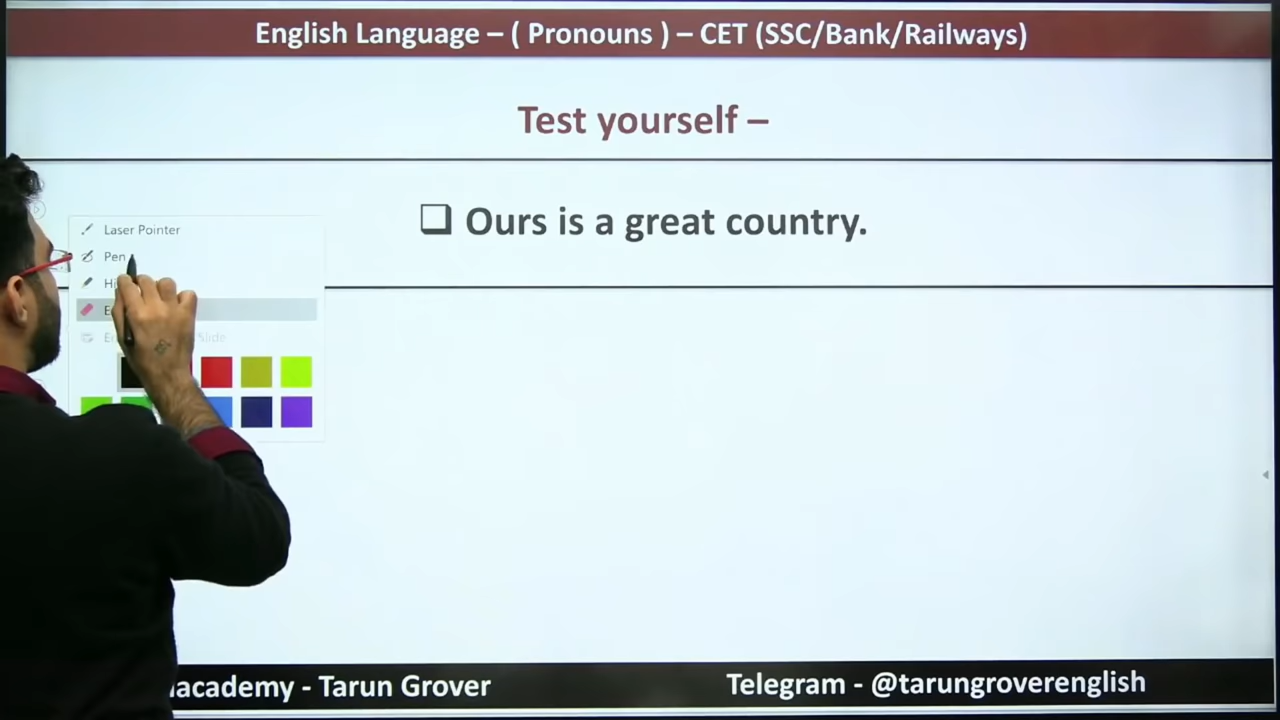 English Language – ( Pronouns ) – CET (SSC/Bank/Railways)
Test yourself –
❑ Ours is a great country.
Laser Pointer
Pen
Slide
- Tarun Grover
Telegram - @tarungroverenglish